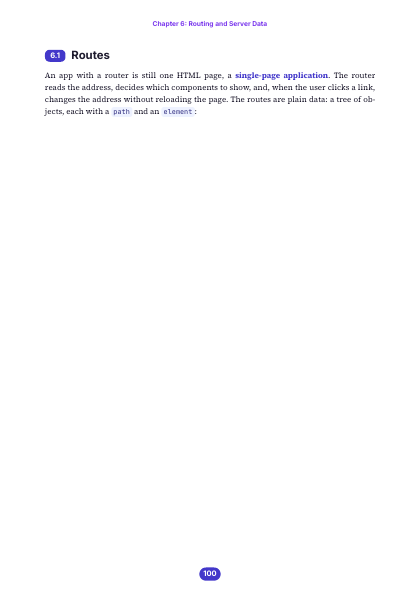 Chapter 6: Routing and Server Data
6.1 Routes
An app with a router is still one HTML page, a single-page application. The router
reads the address, decides which components to show, and, when the user clicks a link,
changes the address without reloading the page. The routes are plain data: a tree of ob-
jects, each with a path and an element:
100